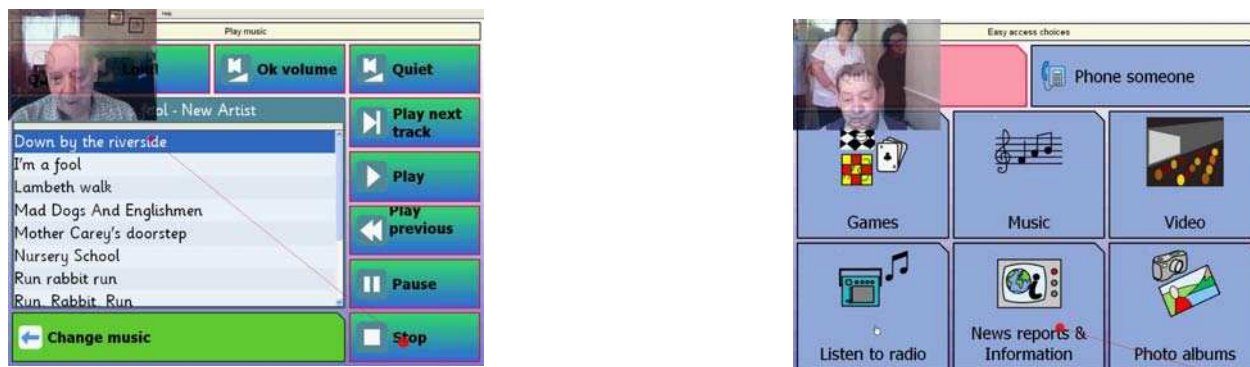 Help
Play music
Loud
Ok volume
Quiet
ool - New Artist
Play next
track
Down by the riverside
I'm a fool
Lambeth walk
Mad Dogs And Englishmen
Mother Carey's doorstep
Nursery School
Run rabbit run
Run, Rabbit, Run
Play
Play
previous
Pause
Change music
Stop
Easy access choices
Phone someone
Games
Music
Video
Listen to radio
News reports &
Information
Photo albums